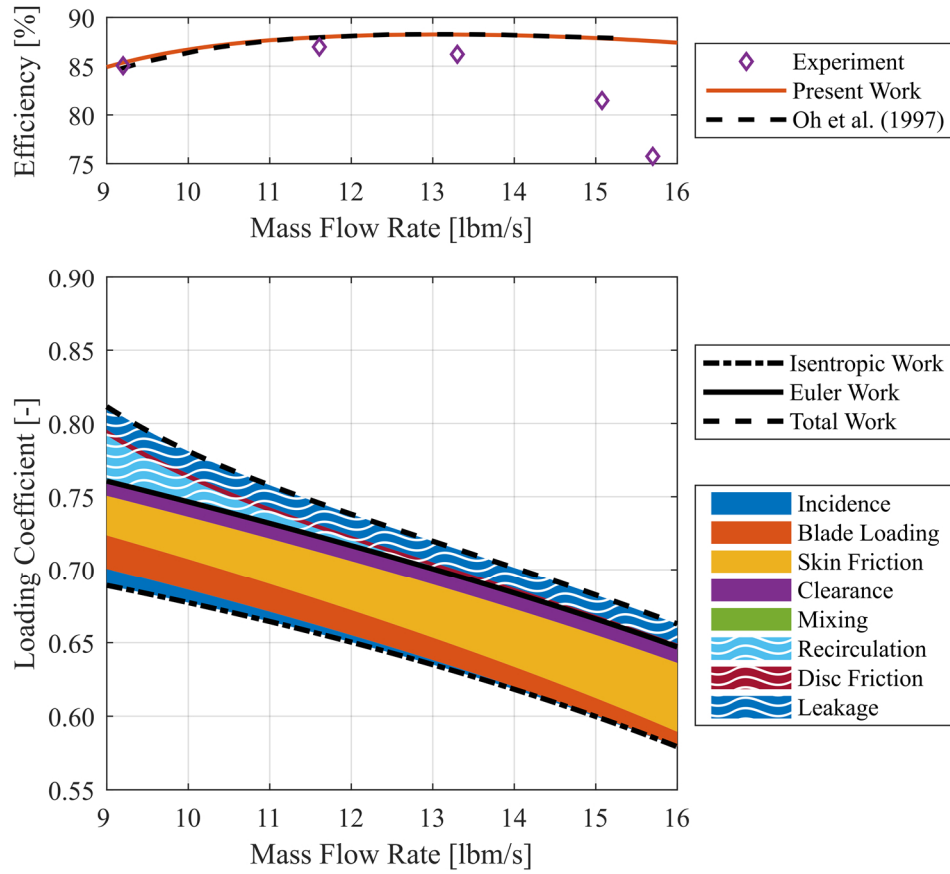 Efficiency [%]
90
85
80
75
9 10 11 12 13 14 15 16
Mass Flow Rate [lbm/s]
Experiment
Present Work
Oh et al. (1997)
Loading Coefficient [-]
0.90
0.85
0.80
0.75
0.70
0.65
0.60
0.55
9 10 11 12 13 14 15 16
Mass Flow Rate [lbm/s]
Isentropic Work
Euler Work
Total Work
Incidence
Blade Loading
Skin Friction
Clearance
Mixing
Recirculation
Disc Friction
Leakage